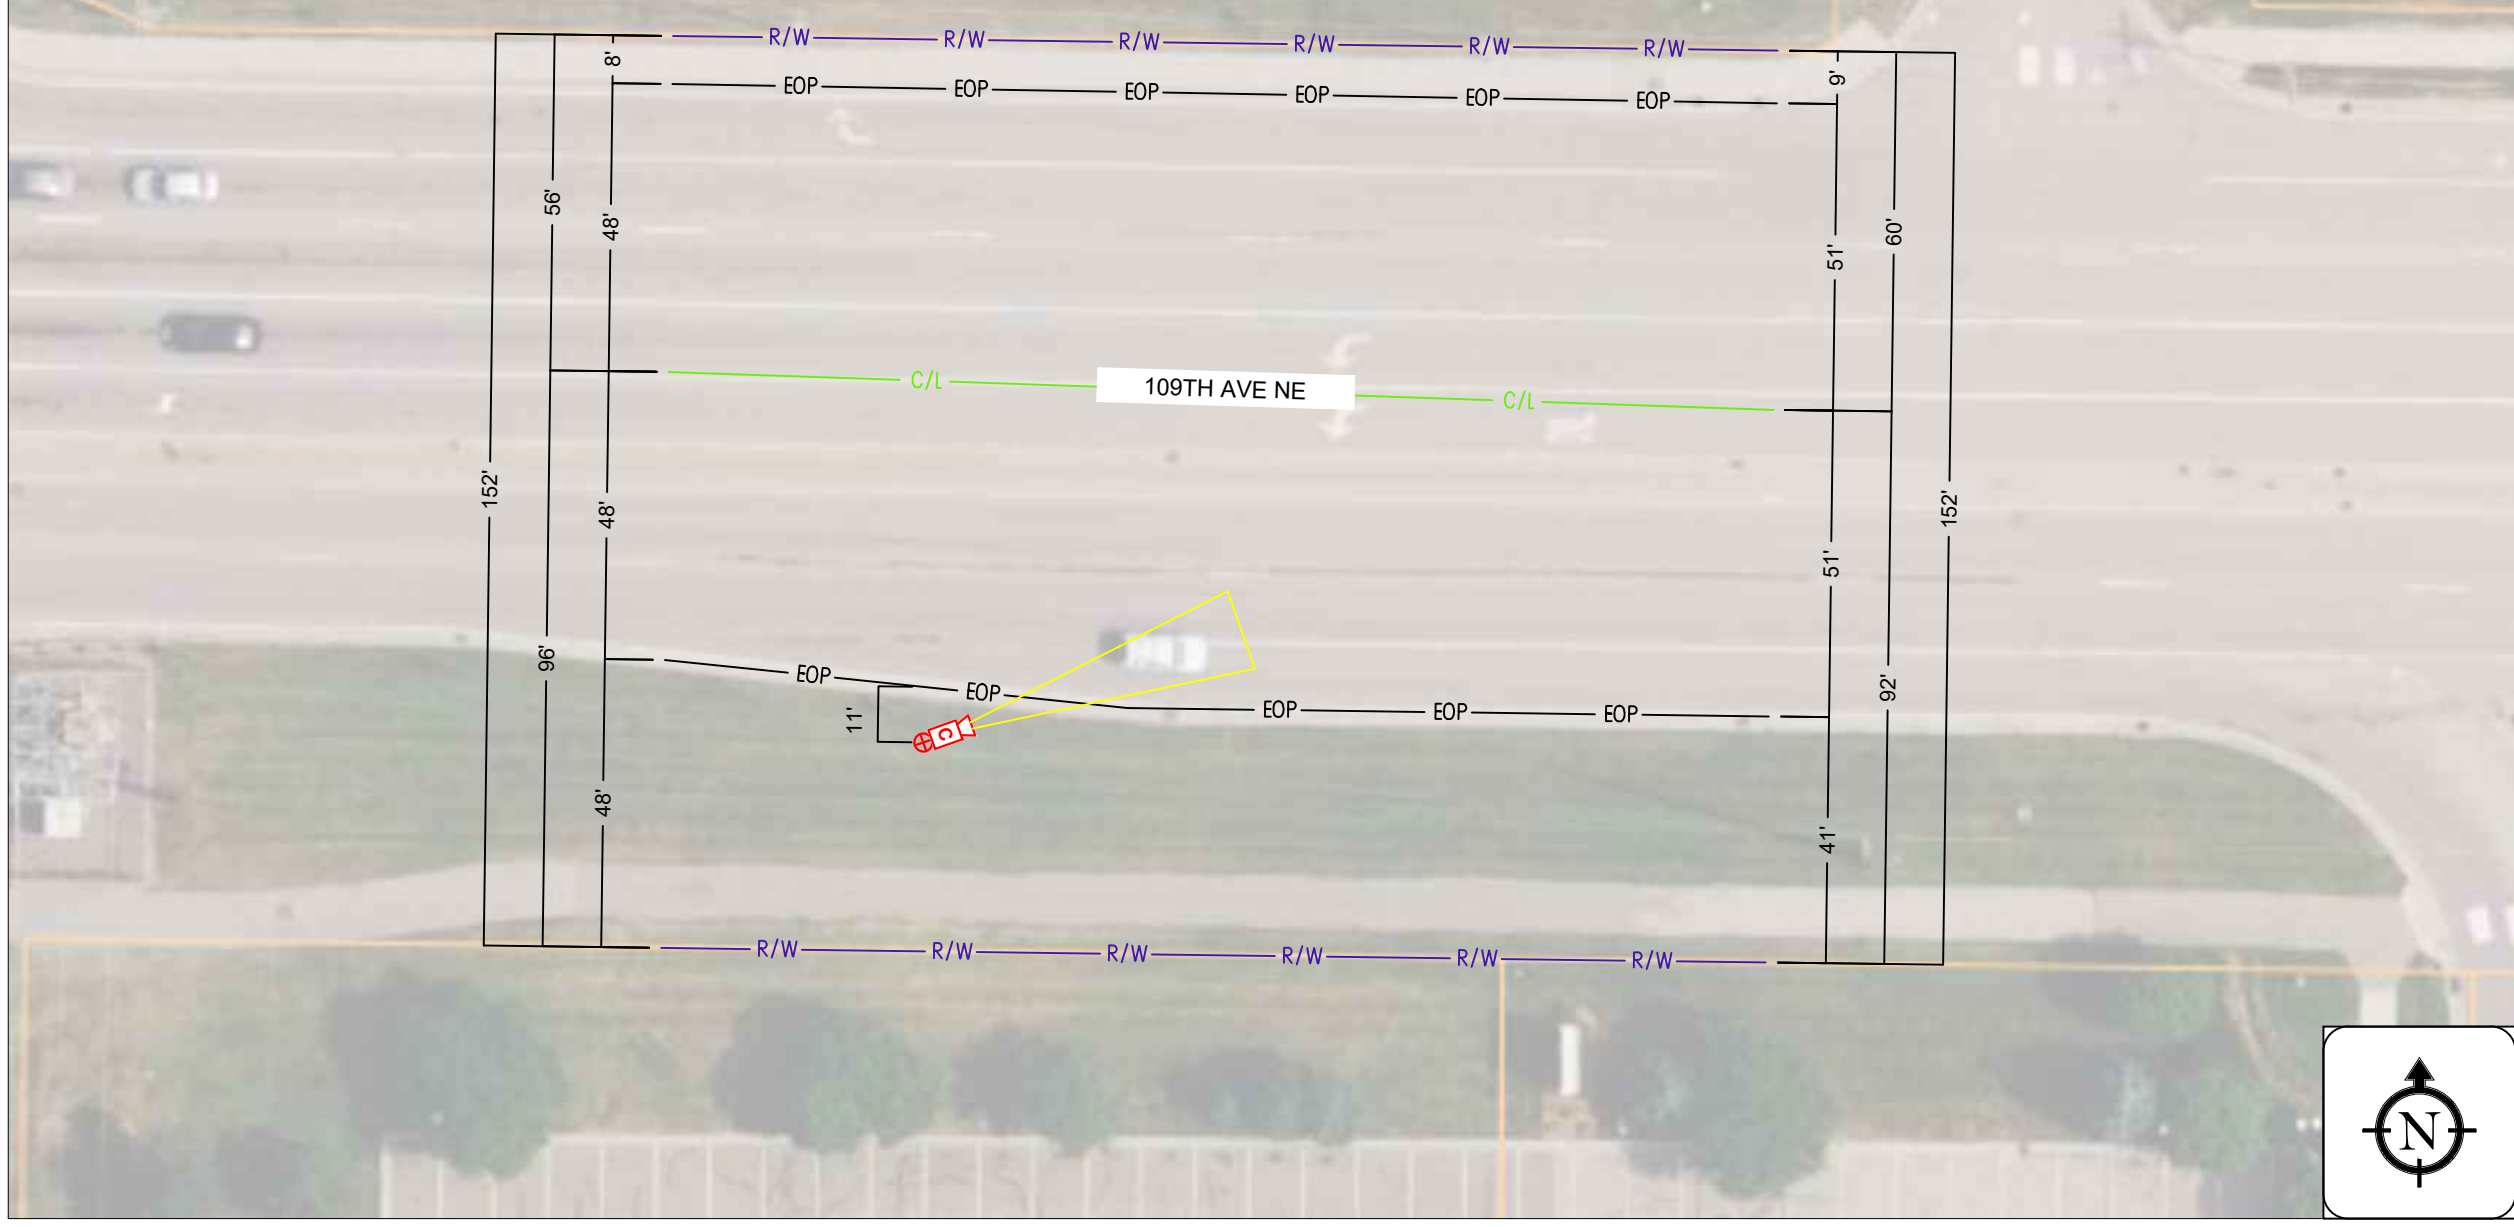 R/W R/W R/W R/W R/W R/W
8'
9'
EOP EOP EOP EOP EOP EOP
56'
48'
60'
51'
C/L 109TH AVE NE C/L
152'
48'
152'
51'
96'
EOP EOP EOP EOP EOP
92'
11'
C
48'
41'
R/W R/W R/W R/W R/W R/W
N